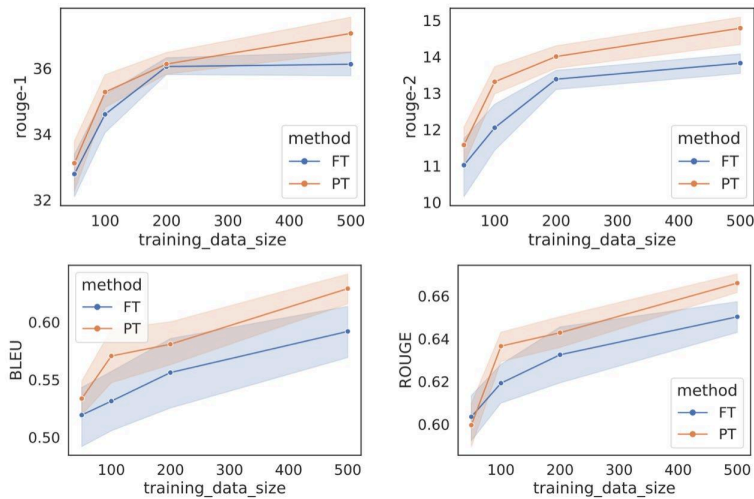 rouge-1
36
34
32
method
FT
PT
100
200
300
400
500
training_data_size
rouge-2
15
14
13
12
11
10
method
FT
PT
100
200
300
400
500
training_data_size
BLEU
0.60
0.55
0.50
method
FT
PT
100
200
300
400
500
training_data_size
ROUGE
0.66
0.64
0.62
0.60
method
FT
PT
100
200
300
400
500
training_data_size